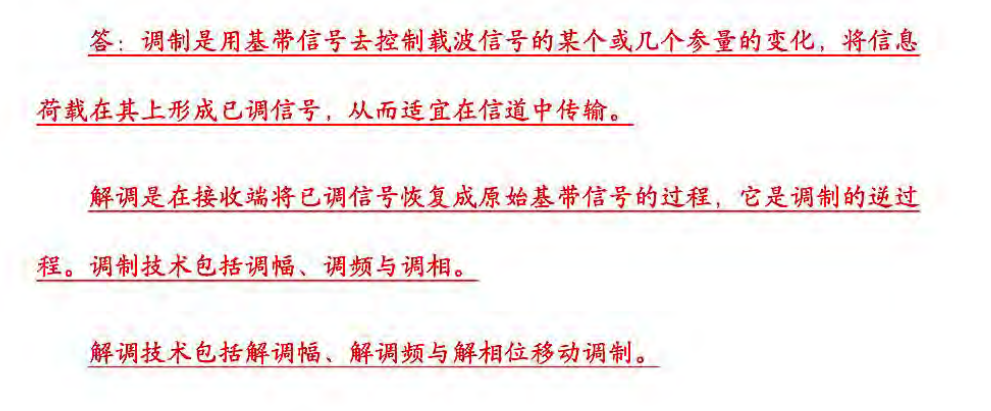 答：调制是用基带信号去控制载波信号的某个或几个参量的变化，将信息
荷载在其上形成已调信号，从而适宜在信道中传输。
解调是在接收端将已调信号恢复成原始基带信号的过程，它是调制的逆过
程。调制技术包括调幅、调频与调相。
解调技术包括解调幅、解调频与解相位移动调制。